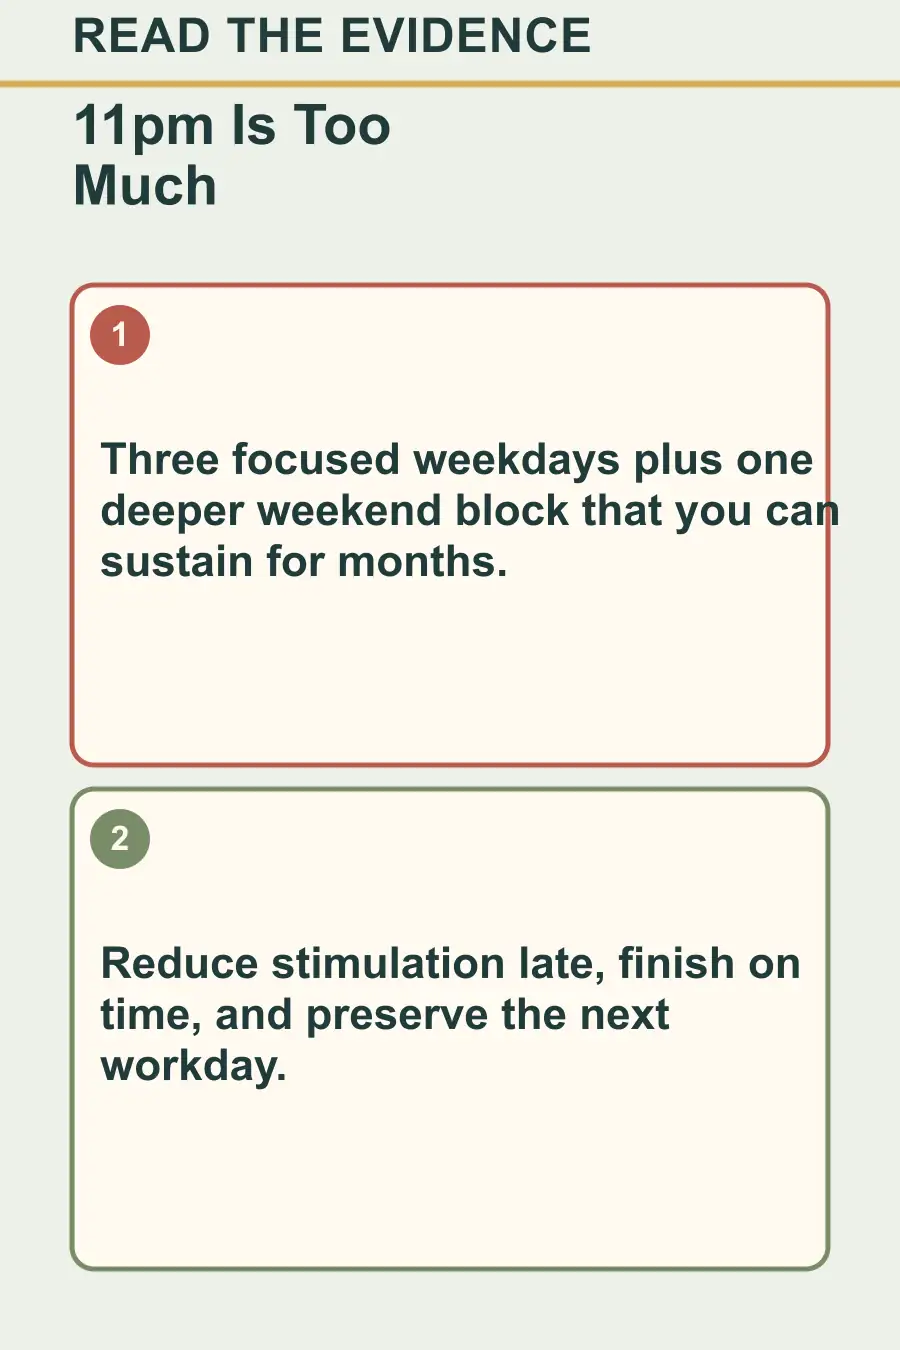 READ THE EVIDENCE
11pm Is Too
Much
1
Three focused weekdays plus one
deeper weekend block that you can
sustain for months.
2
Reduce stimulation late, finish on
time, and preserve the next
workday.